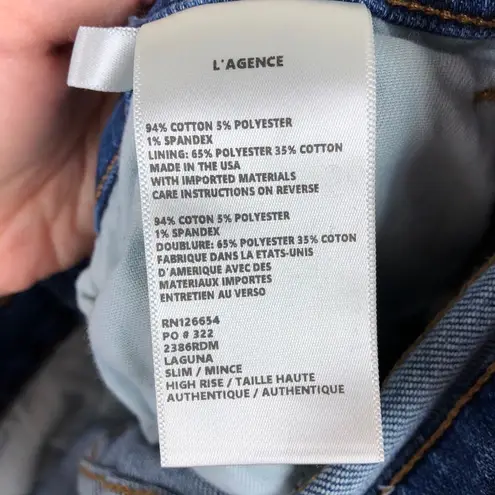 L'AGENCE
94% COTTON 5% POLYESTER
1% SPANDEX
LINING: 65% POLYESTER 35% COTTON
MADE IN THE USA
WITH IMPORTED MATERIALS
CARE INSTRUCTIONS ON REVERSE
94% COTON 5% POLYESTER
1% SPANDEX
DOUBLURE: 65% POLYESTER 35% COTON
FABRIQUE DANS LA ETATS-UNIS
D'AMERIQUE AVEC DES
MATERIAUX IMPORTES
ENTRETIEN AU VERSO
RN126654
PO # 322
2386RDM
LAGUNA
SLIM / MINCE
HIGH RISE / TAILLE HAUTE
AUTHENTIQUE / AUTHENTIQUE